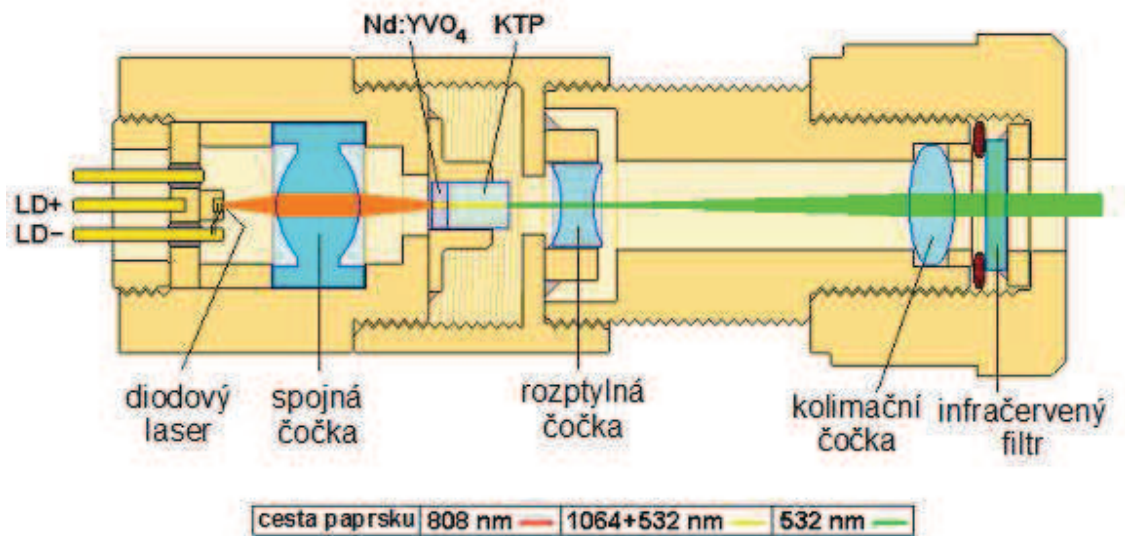 Nd:YVO4 KTP
LD+
LD−
diodový
laser
spojná
čočka
rozptylná
čočka
kolimační
čočka
infračervený
filtr
cesta paprsku 808 nm 1064+532 nm 532 nm